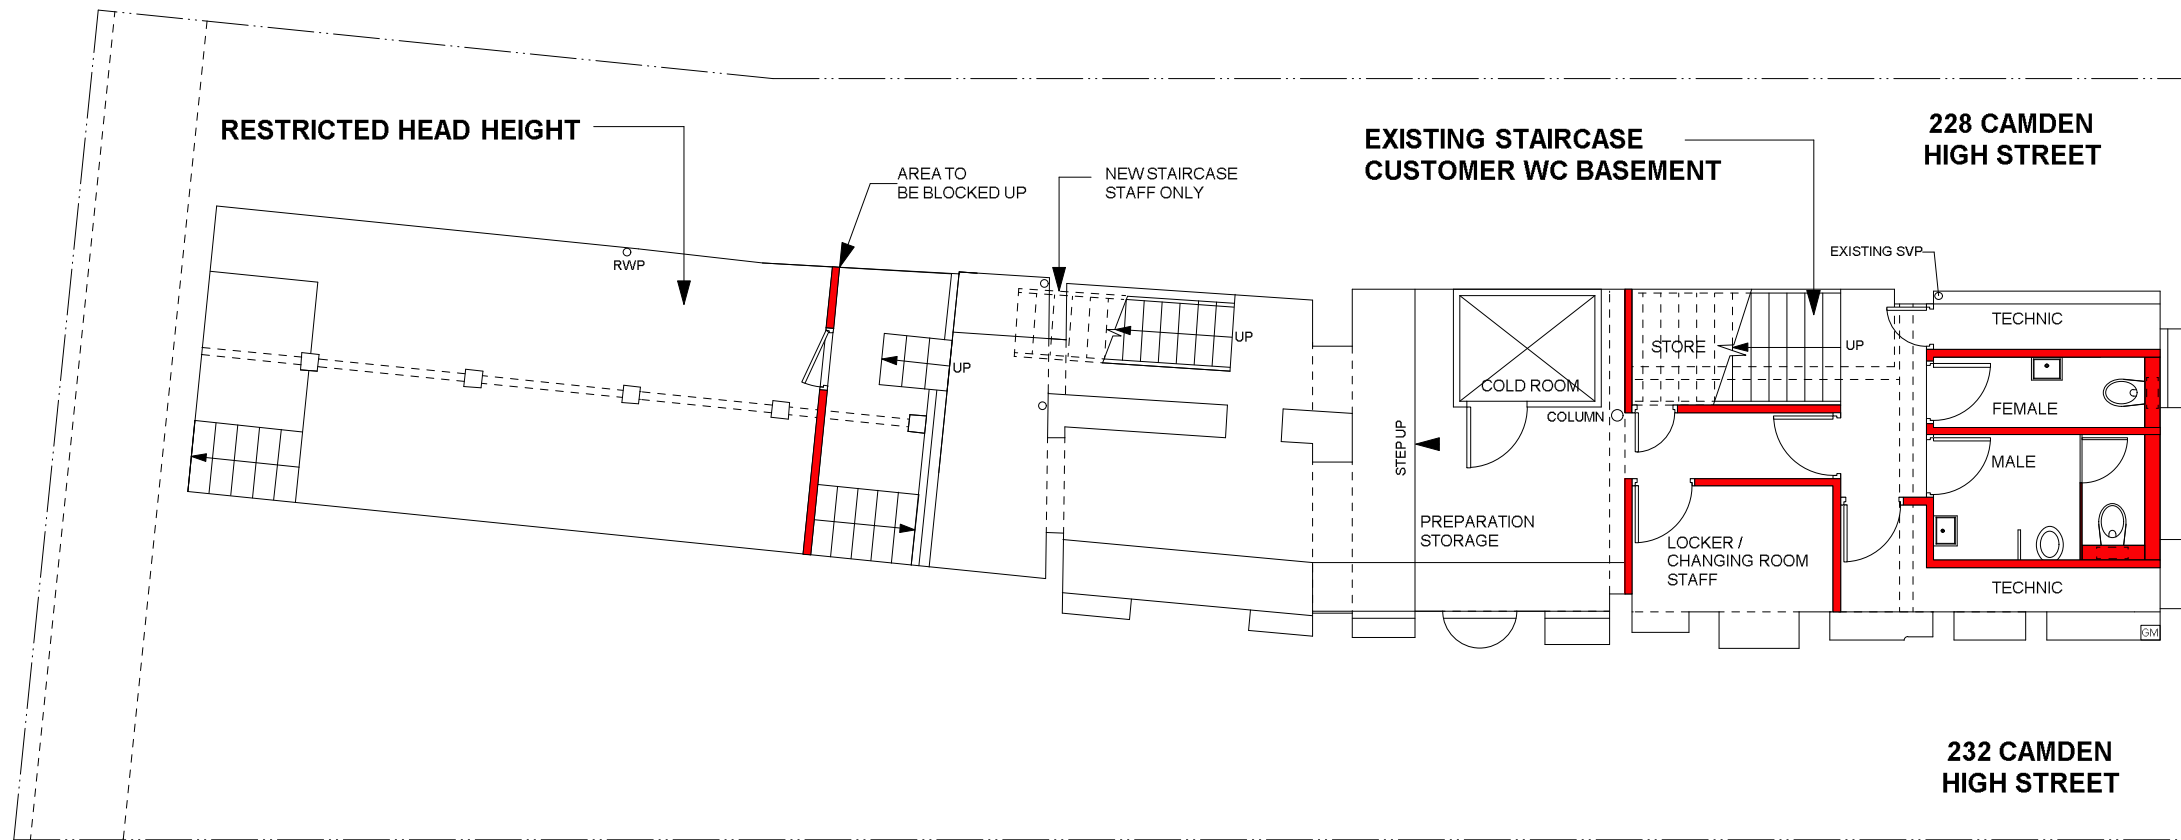 228 CAMDEN
HIGH STREET
RESTRICTED HEAD HEIGHT
EXISTING STAIRCASE
CUSTOMER WC BASEMENT
AREA TO
BE BLOCKED UP
NEW STAIRCASE
STAFF ONLY
EXISTING SVP
RWP
TECHNIC
UP
UP
STORE
UP
COLD ROOM
COLUMN
FEMALE
STEP UP
MALE
PREPARATION
STORAGE
LOCKER /
CHANGING ROOM
STAFF
TECHNIC
GM
232 CAMDEN
HIGH STREET